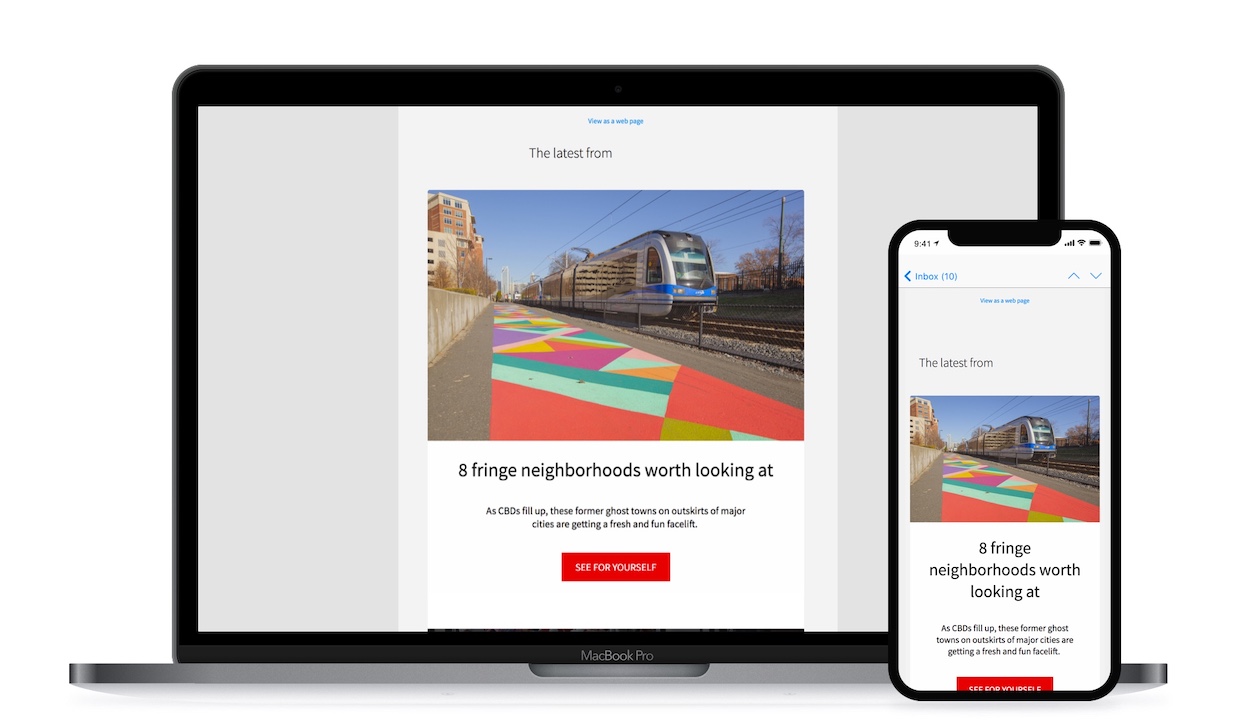 View as a web page
The latest from
8 fringe neighborhoods worth looking at
As CBDs fill up, these former ghost towns on outskirts of major
cities are getting a fresh and fun facelift.
SEE FOR YOURSELF
MacBook Pro
9:41
Inbox (10)
View as a web page
The latest from
8 fringe
neighborhoods worth
looking at
As CBDs fill up, these former ghost
towns on outskirts of major cities are
getting a fresh and fun facelift.
SEE FOR YOURSELF